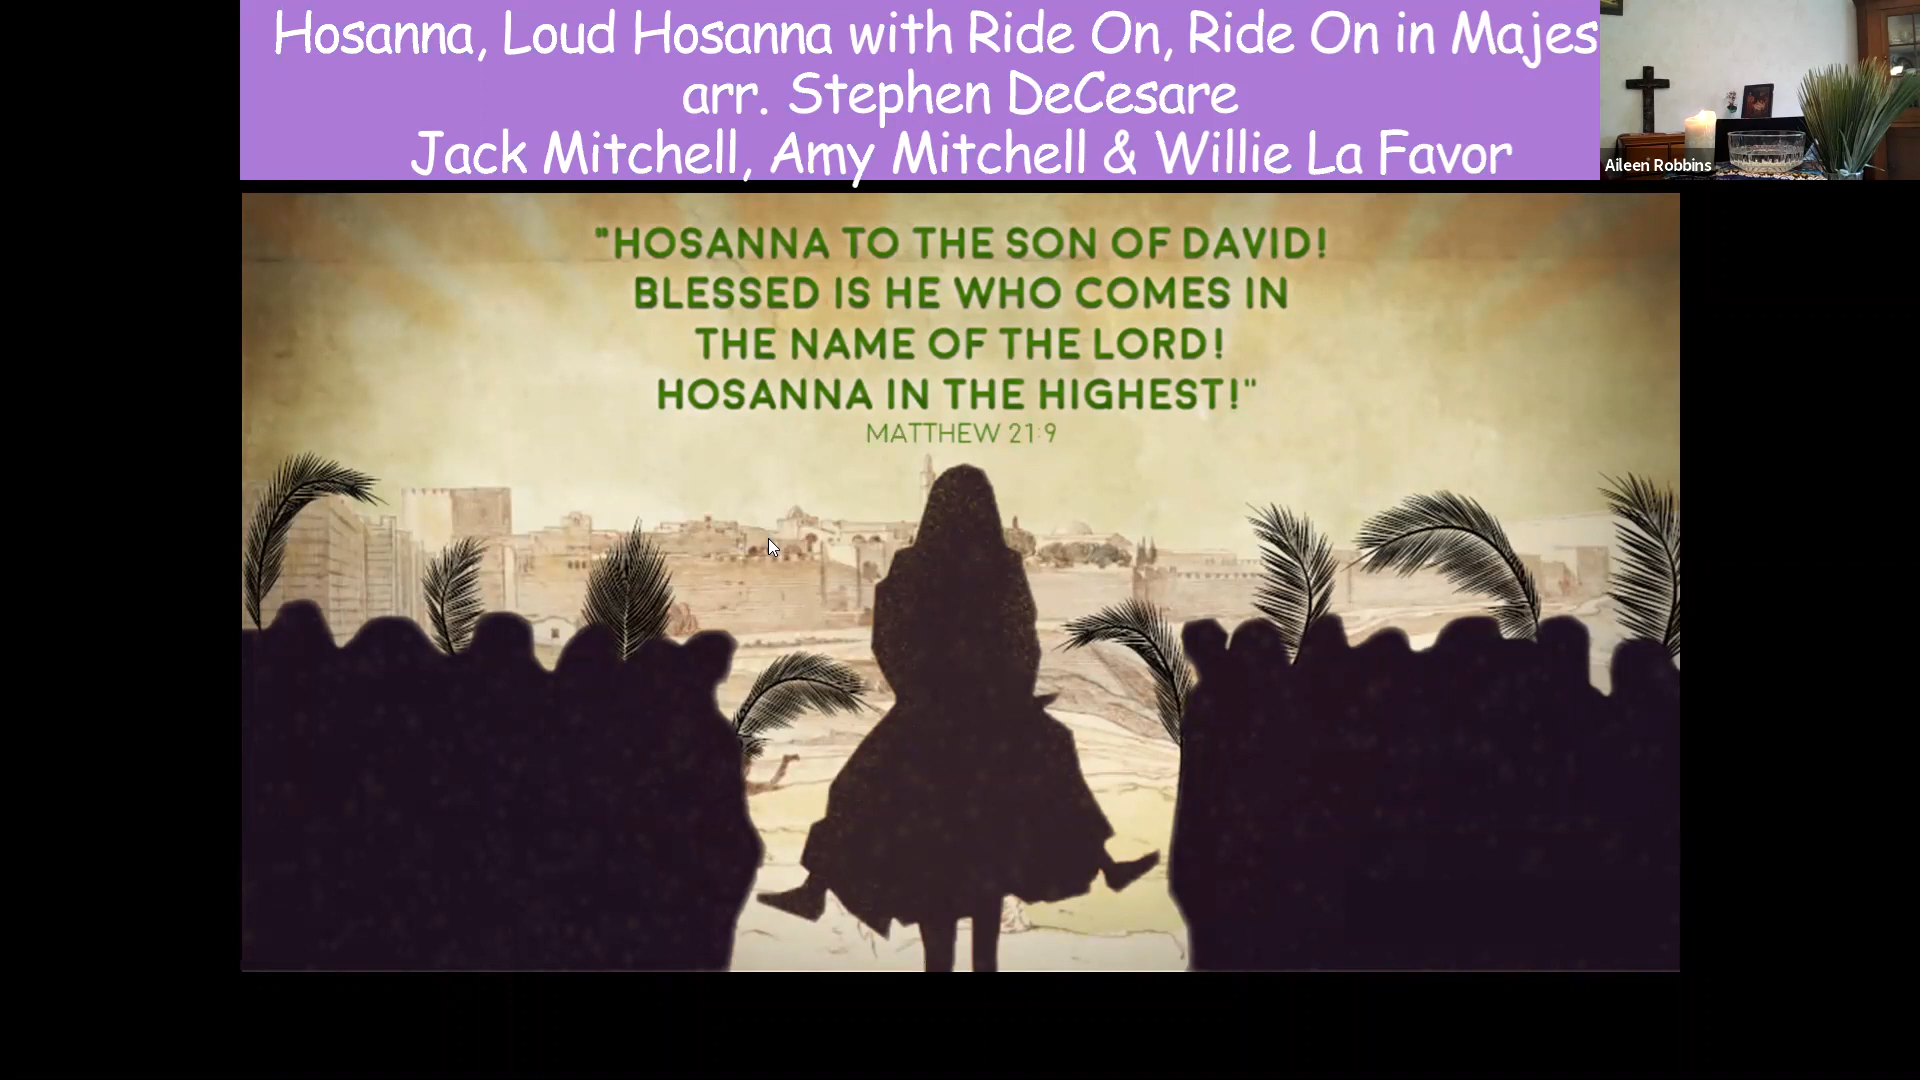 Hosanna, Loud Hosanna with Ride On, Ride On in Majes
arr. Stephen DeCesare
Jack Mitchell, Amy Mitchell & Willie La Favor
Aileen Robbins
"HOSANNA TO THE SON OF DAVID!
BLESSED IS HE WHO COMES IN
THE NAME OF THE LORD!
HOSANNA IN THE HIGHEST!"
MATTHEW 21:9